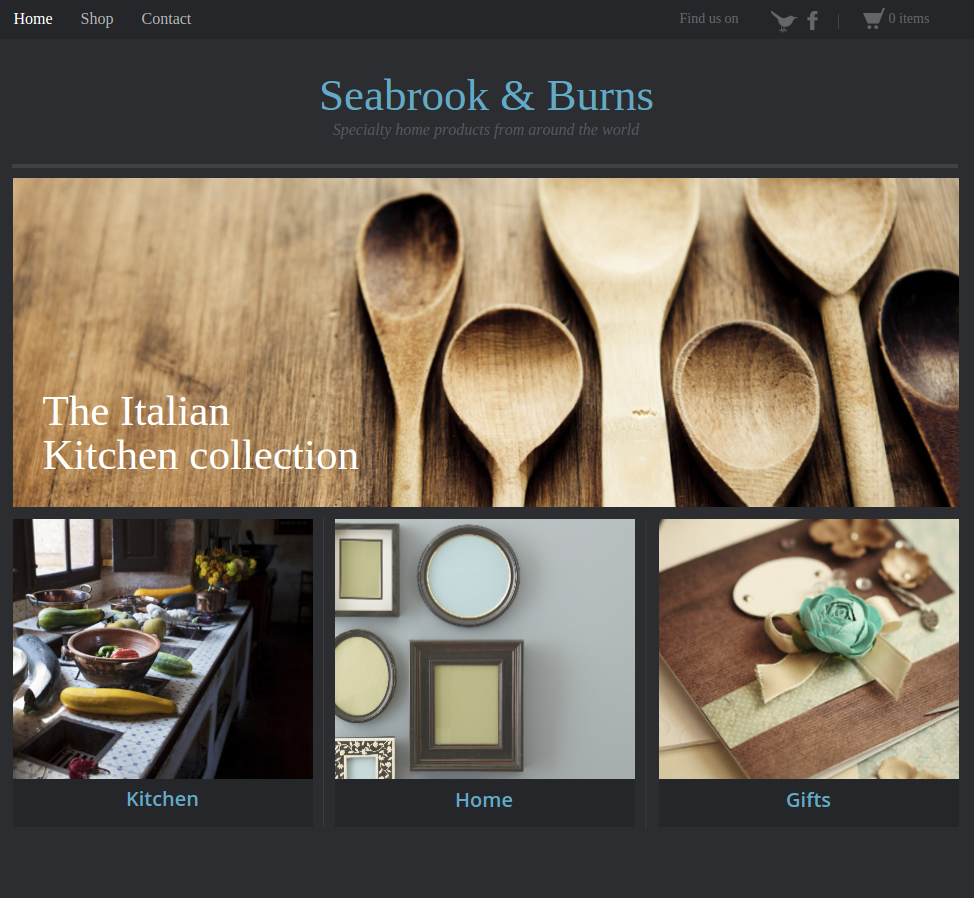 Home Shop Contact Find us on 0 items
Seabrook & Burns
Specialty home products from around the world
The Italian
Kitchen collection
Kitchen Home Gifts